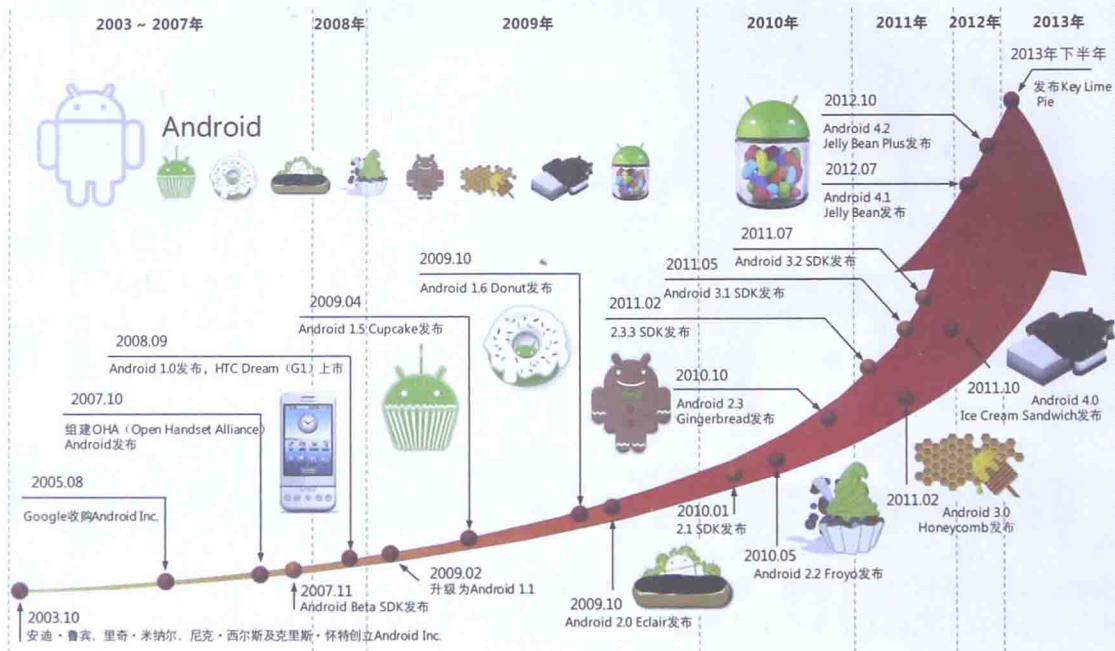 2003 ~ 2007年
2008年
2009年
2010年
2011年
2012年
2013年
Android
2013年下半年
发布Key Lime
Pie
2012.10
Android 4.2
Jelly Bean Plus发布
2012.07
Android 4.1
Jelly Bean发布
2011.07
Android 3.2 SDK发布
2011.05
Android 3.1 SDK发布
2011.02
2.3.3 SDK发布
2010.10
Android 2.3
Gingerbread发布
2009.10
Android 1.6 Donut发布
2009.04
Android 1.5 Cupcake发布
2008.09
Android 1.0发布，HTC Dream（G1）上市
2007.10
组建OHA（Open Handset Alliance）
Android发布
2005.08
Google收购Android Inc.
2003.10
安迪・鲁宾、里奇・米纳尔、尼克・西尔斯及克里斯・怀特创立Android Inc.
2007.11
Android Beta SDK发布
2009.02
升级为Android 1.1
2009.10
Android 2.0 Eclair发布
2010.01
2.1 SDK发布
2010.05
Android 2.2 Froyo发布
2011.02
Android 3.0
Honeycomb发布
2011.10
Android 4.0
Ice Cream Sandwich发布